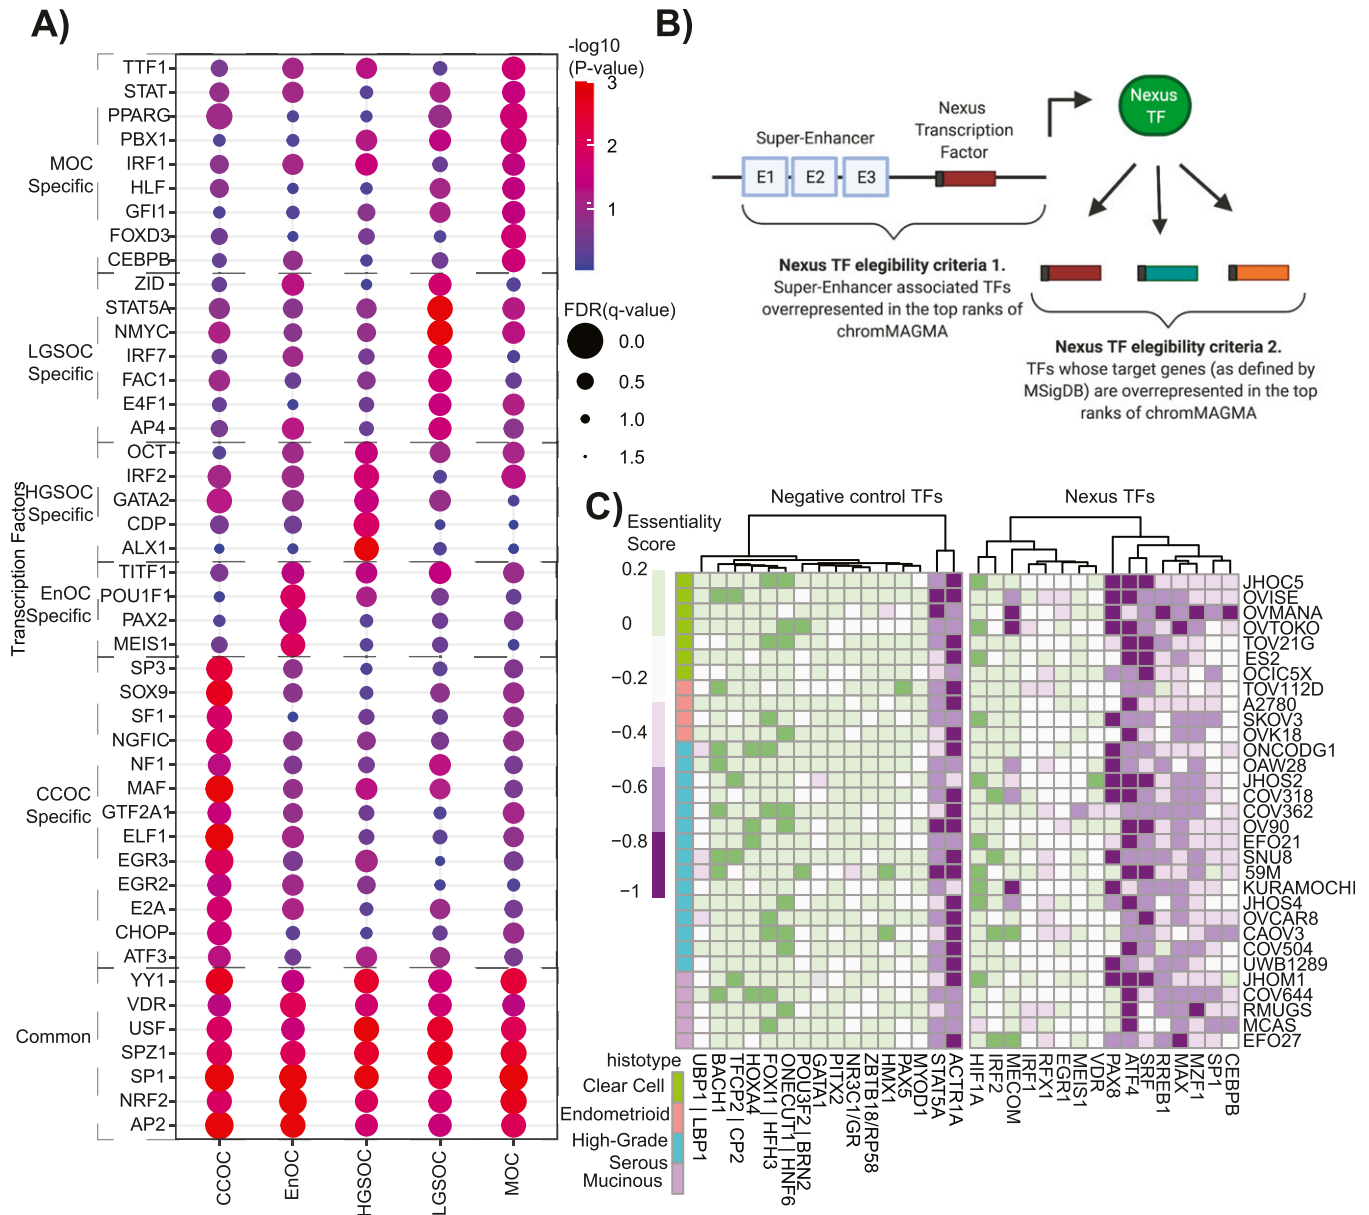 A)
-log10
(P-value)
3
2
1
FDR(q-value)
0.0
0.5
1.0
1.5
Transcription Factors
MOC
Specific
TTF1
STAT
PPARG
PBX1
IRF1
HLF
GFI1
FOXD3
CEBPB
LGSOC
Specific
ZID
STAT5A
NMYC
IRF7
FAC1
E4F1
AP4
HGSOC
Specific
OCT
IRF2
GATA2
CDP
ALX1
EnOC
Specific
TITF1
POU1F1
PAX2
MEIS1
CCOC
Specific
SP3
SOX9
SF1
NGFIC
NF1
MAF
GTF2A1
ELF1
EGR3
EGR2
E2A
CHOP
ATF3
Common
YY1
VDR
USF
SPZ1
SP1
NRF2
AP2
CCOC
EnOC
HGSOC
LGSOC
MOC
B)
Super-Enhancer
E1
E2
E3
Nexus
Transcription
Factor
Nexus
TF
Nexus TF elegibility criteria 1.
Super-Enhancer associated TFs
overrepresented in the top ranks of
chromMAGMA
Nexus TF elegibility criteria 2.
TFs whose target genes (as defined by
MSigDB) are overrepresented in the top
ranks of chromMAGMA
C)
Negative control TFs
Nexus TFs
Essentiality
Score
0.2
0
−0.2
−0.4
−0.6
−0.8
−1
JHOC5
OVISE
OVMANA
OVTOKO
TOV21G
ES2
OCIC5X
TOV112D
A2780
SKOV3
OVK18
ONCODG1
OAW28
JHOS2
COV318
COV362
OV90
EFO21
SNU8
59M
KURAMOCHI
JHOS4
OVCAR8
CAOV3
COV504
UWB1289
JHOM1
COV644
RMUGS
MCAS
EFO27
histotype
Clear Cell
Endometrioid
High-Grade
Serous
Mucinous
UBP1 | LBP1
BACH1
TFCP2 | CP2
HOXA4
FOXI1 | HFH3
ONECUT1 | HNF6
POU3F2 | BRN2
GATA1
PITX2
NR3C1/GR
ZBTB18/RP58
HMX1
PAX5
MYOD1
STAT5A
ACTR1A
HIF1A
IRF2
MECOM
IRF1
RFX1
EGR1
MEIS1
VDR
PAX8
ATF4
SRF
RREB1
MAX
MZF1
SP1
CEBPB